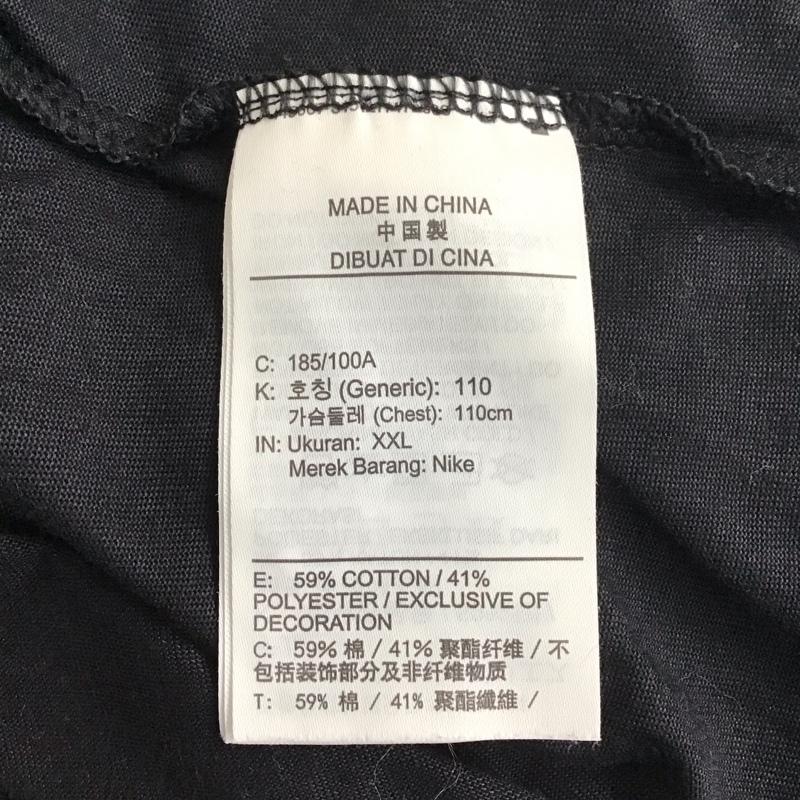 MADE IN CHINA
中国製
DIBUAT DI CINA
C: 185/100A
K: 호칭 (Generic): 110
가슴둘레 (Chest): 110cm
IN: Ukuran: XXL
Merek Barang: Nike
E: 59% COTTON / 41%
POLYESTER / EXCLUSIVE OF
DECORATION
C: 59% 棉 / 41% 聚酯纤维 / 不
包括装饰部分及非纤维物质
T: 59% 棉 / 41% 聚酯纖維 /